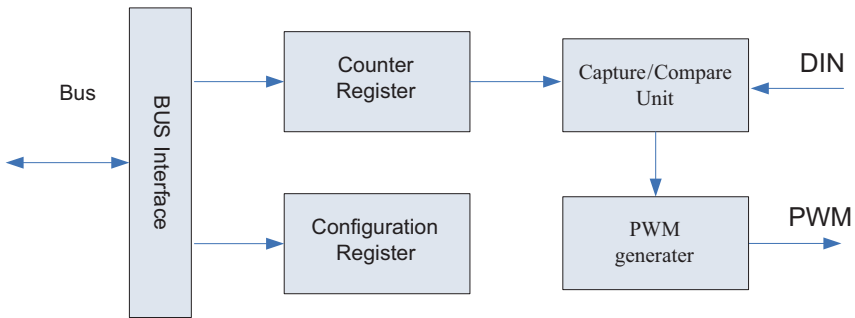 Bus
BUS Interface
Counter
Register
Capture/Compare
Unit
DIN
Configuration
Register
PWM
generater
PWM